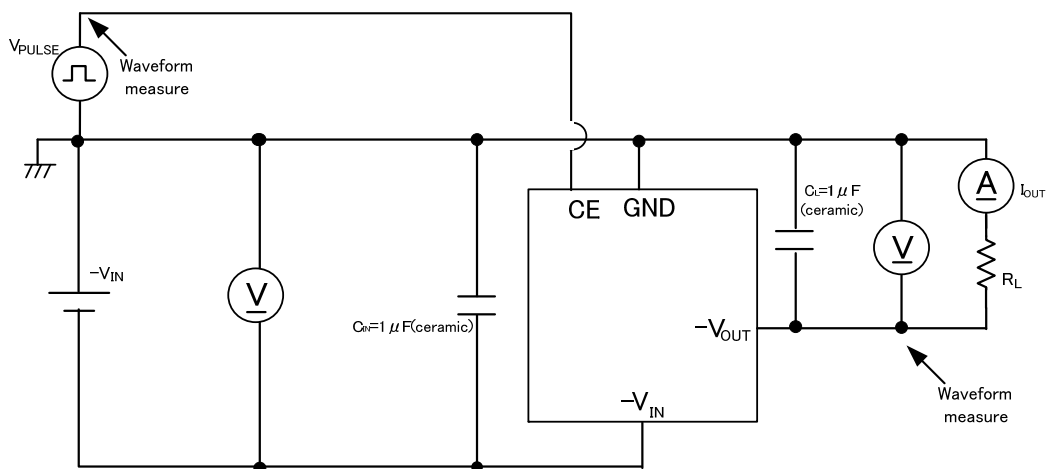 VPULSE
Waveform
measure
CE GND
CL=1μF
(ceramic)
A
IOUT
V
V
−VIN
CIN=1μF(ceramic)
RL
−VOUT
−VIN
Waveform
measure